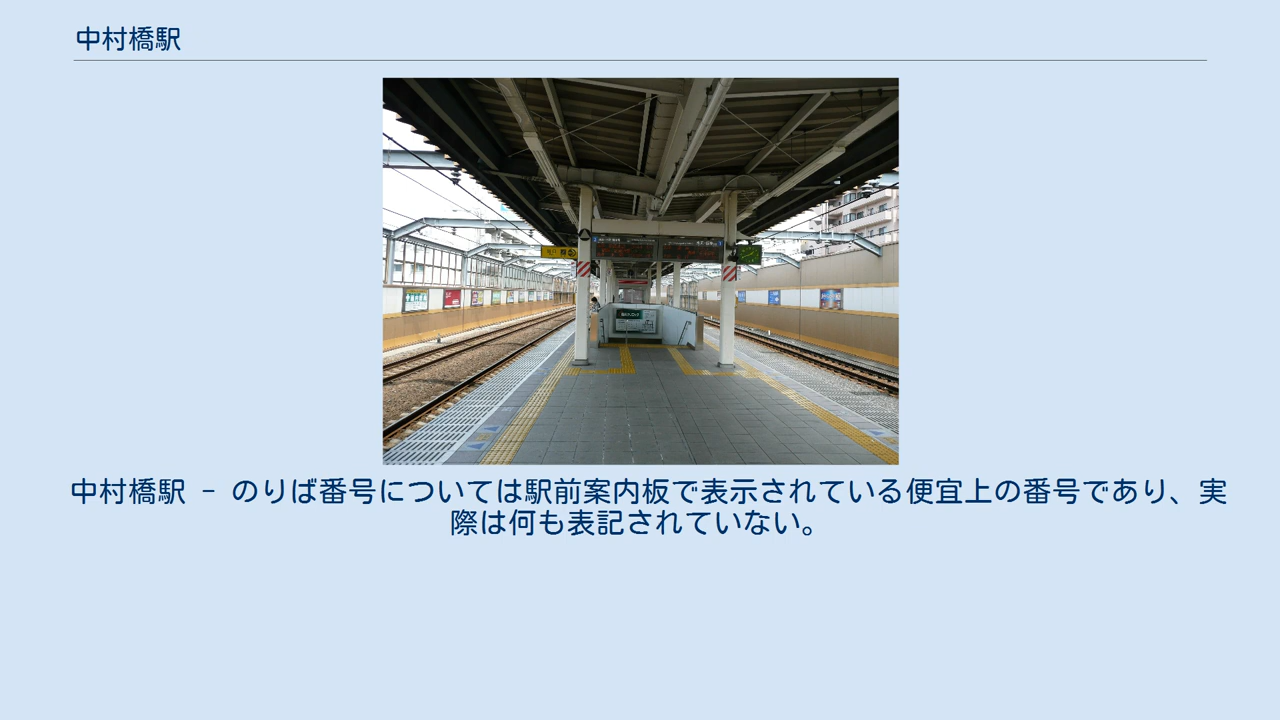 中村橋駅
中村橋駅 - のりば番号については駅前案内板で表示されている便宜上の番号であり、実
際は何も表記されていない。